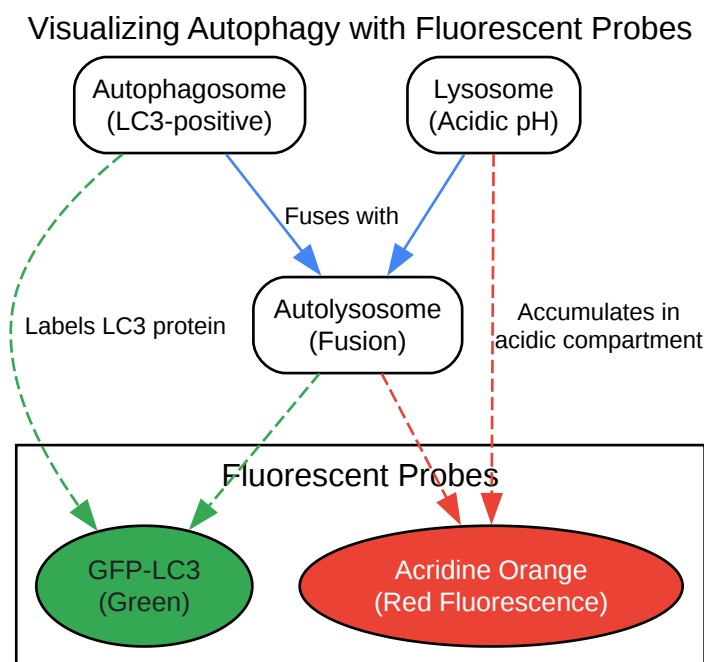 Visualizing Autophagy with Fluorescent Probes
Autophagosome
(LC3-positive)
Lysosome
(Acidic pH)
Fuses with
Labels LC3 protein
Autolysosome
(Fusion)
Accumulates in
acidic compartment
Fluorescent Probes
GFP-LC3
(Green)
Acridine Orange
(Red Fluorescence)